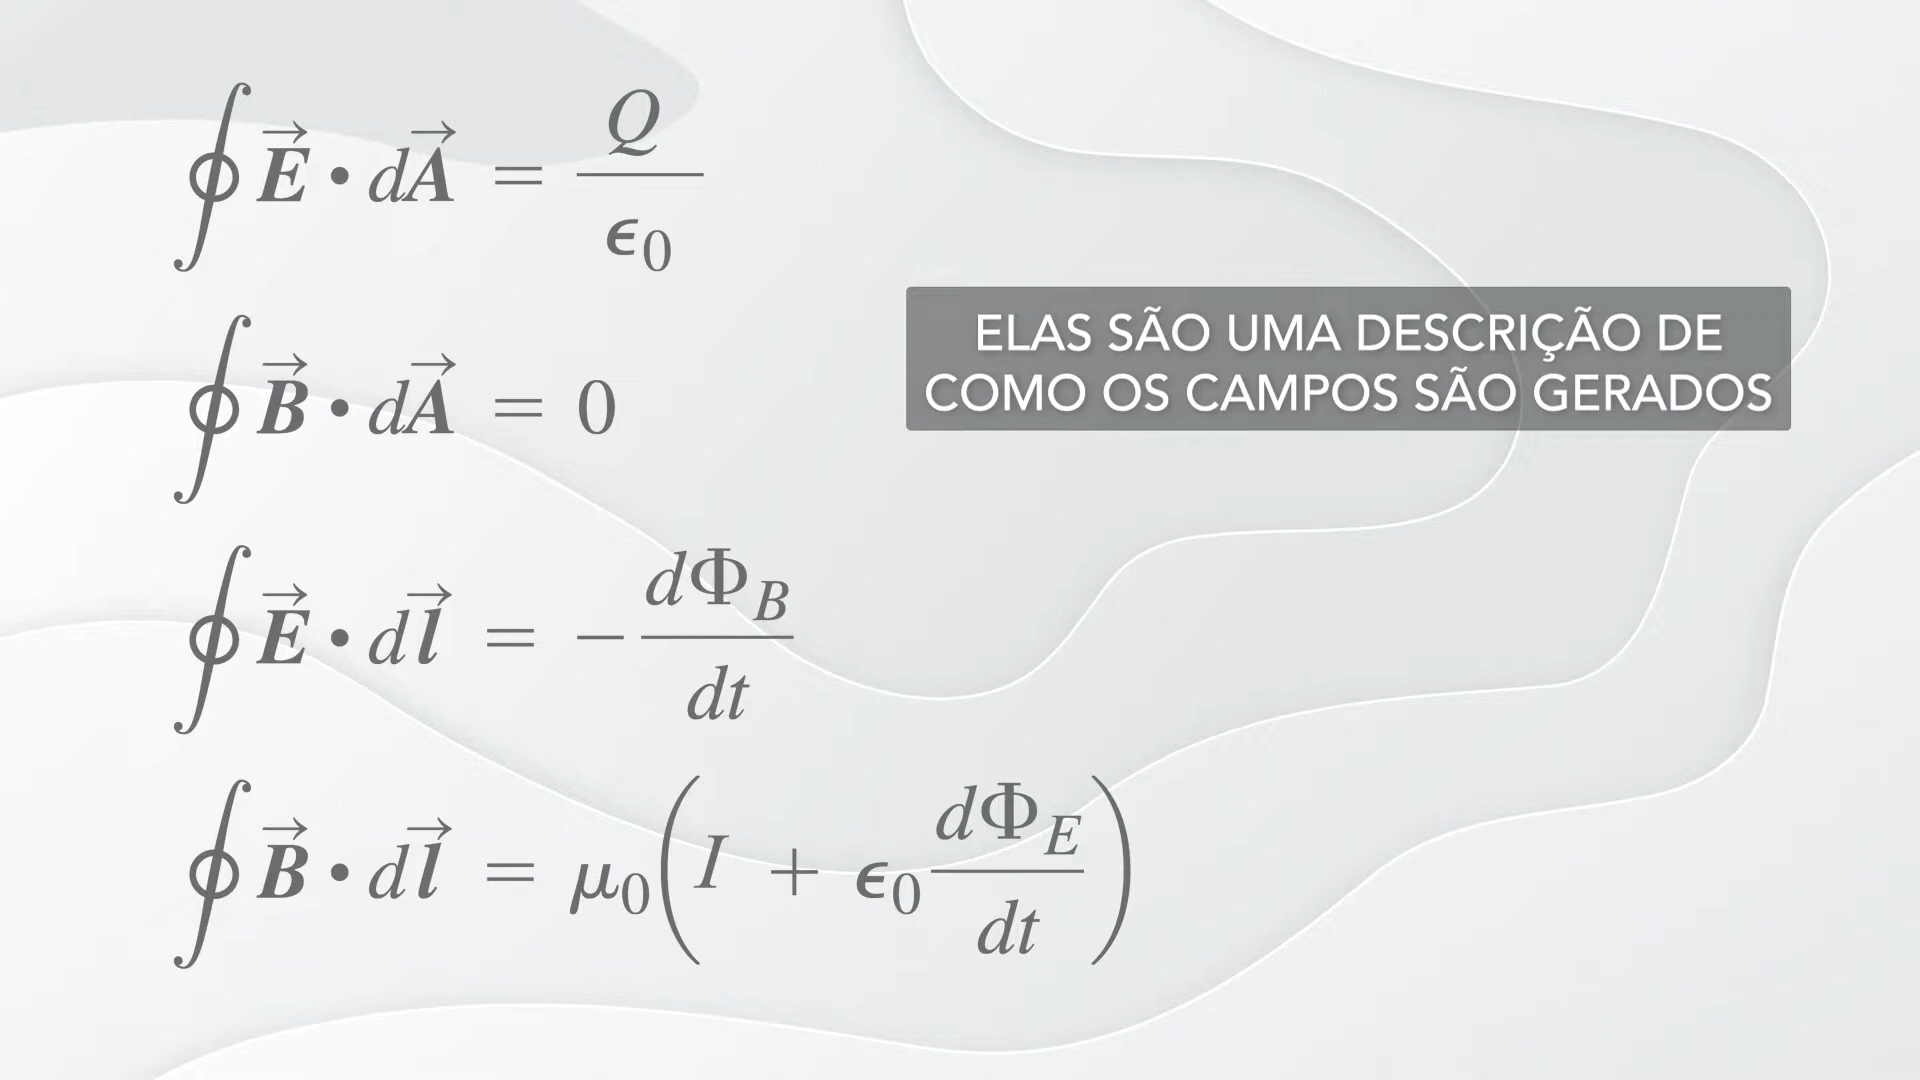 ∮ E⃗ • dA⃗ = Q / ϵ₀
∮ B⃗ • dA⃗ = 0
ELAS SÃO UMA DESCRIÇÃO DE
COMO OS CAMPOS SÃO GERADOS
∮ E⃗ • dl⃗ = − dΦ_B / dt
∮ B⃗ • dl⃗ = μ₀(I + ϵ₀ dΦ_E / dt)